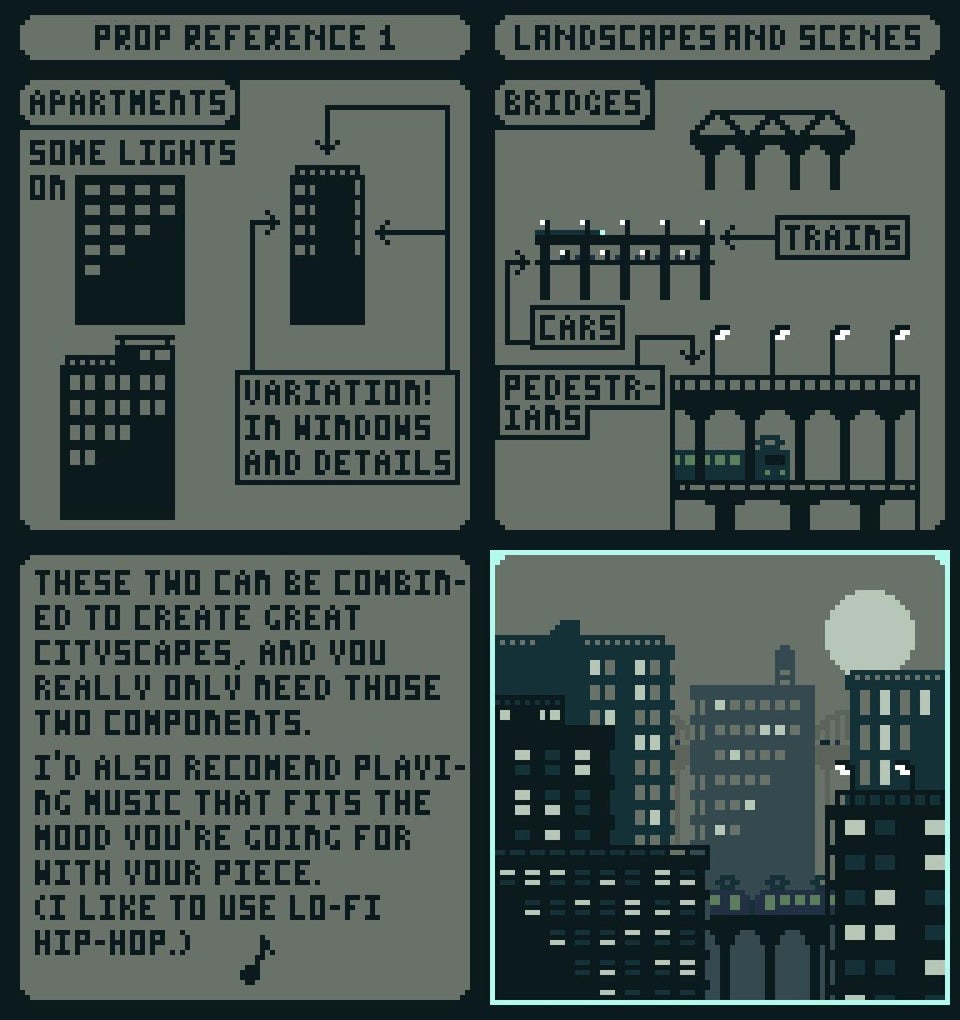 PROP REFERENCE 1
LANDSCAPES AND SCENES
APARTMENTS
SOME LIGHTS
ON
VARIATION!
IN WINDOWS
AND DETAILS
BRIDGES
TRAINS
CARS
PEDESTR-
IANS
THESE TWO CAN BE COMBIN-
ED TO CREATE GREAT
CITYSCAPES, AND YOU
REALLY ONLY NEED THOSE
TWO COMPONENTS.
I'D ALSO RECOMEND PLAYI-
NG MUSIC THAT FITS THE
MOOD YOU'RE GOING FOR
WITH YOUR PIECE.
(I LIKE TO USE LO-FI
HIP-HOP.)